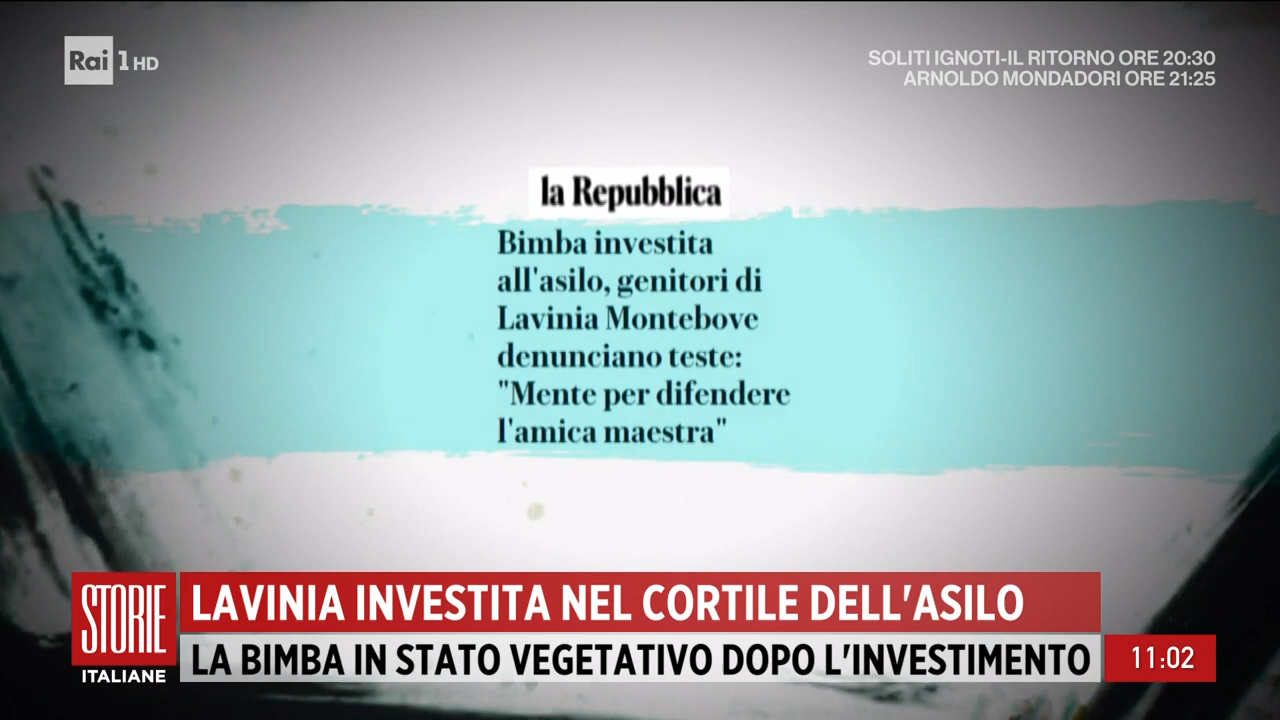 Rai 1 HD
SOLITI IGNOTI-IL RITORNO ORE 20:30
ARNOLDO MONDADORI ORE 21:25
la Repubblica
Bimba investita
all'asilo, genitori di
Lavinia Montebove
denunciano teste:
"Mente per difendere
l'amica maestra"
STORIE
ITALIANE
LAVINIA INVESTITA NEL CORTILE DELL'ASILO
LA BIMBA IN STATO VEGETATIVO DOPO L'INVESTIMENTO
11:02